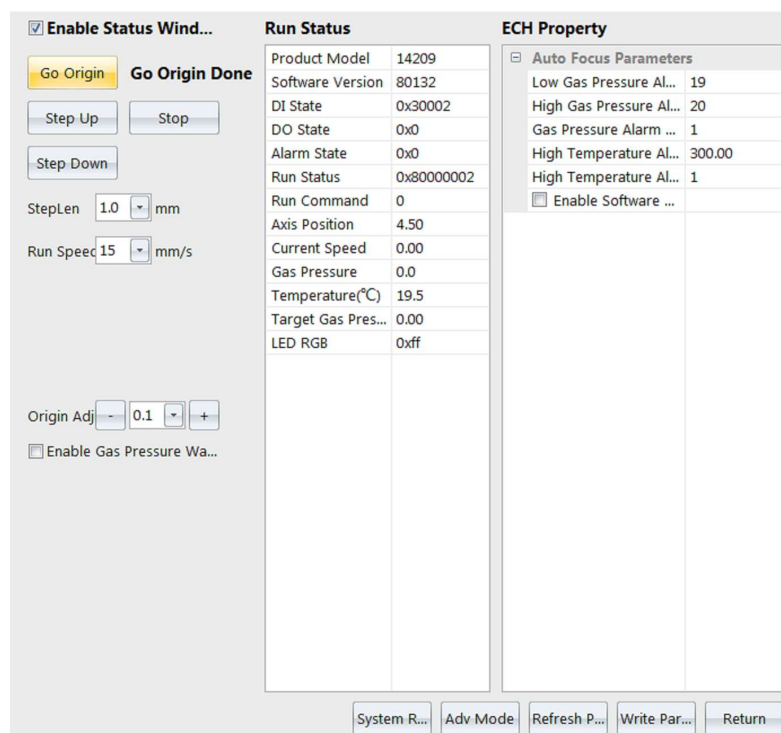 Enable Status Wind...
Go Origin
Go Origin Done
Step Up
Stop
Step Down
StepLen 1.0 mm
Run Speed 15 mm/s
Origin Adj - 0.1 +
Enable Gas Pressure Wa...
Run Status
Product Model 14209
Software Version 80132
DI State 0x30002
DO State 0x0
Alarm State 0x0
Run Status 0x80000002
Run Command 0
Axis Position 4.50
Current Speed 0.00
Gas Pressure 0.0
Temperature(℃) 19.5
Target Gas Pres... 0.00
LED RGB 0xff
ECH Property
Auto Focus Parameters
Low Gas Pressure Al... 19
High Gas Pressure Al... 20
Gas Pressure Alarm ... 1
High Temperature Al... 300.00
High Temperature Al... 1
Enable Software ...
System R...
Adv Mode
Refresh P...
Write Par...
Return